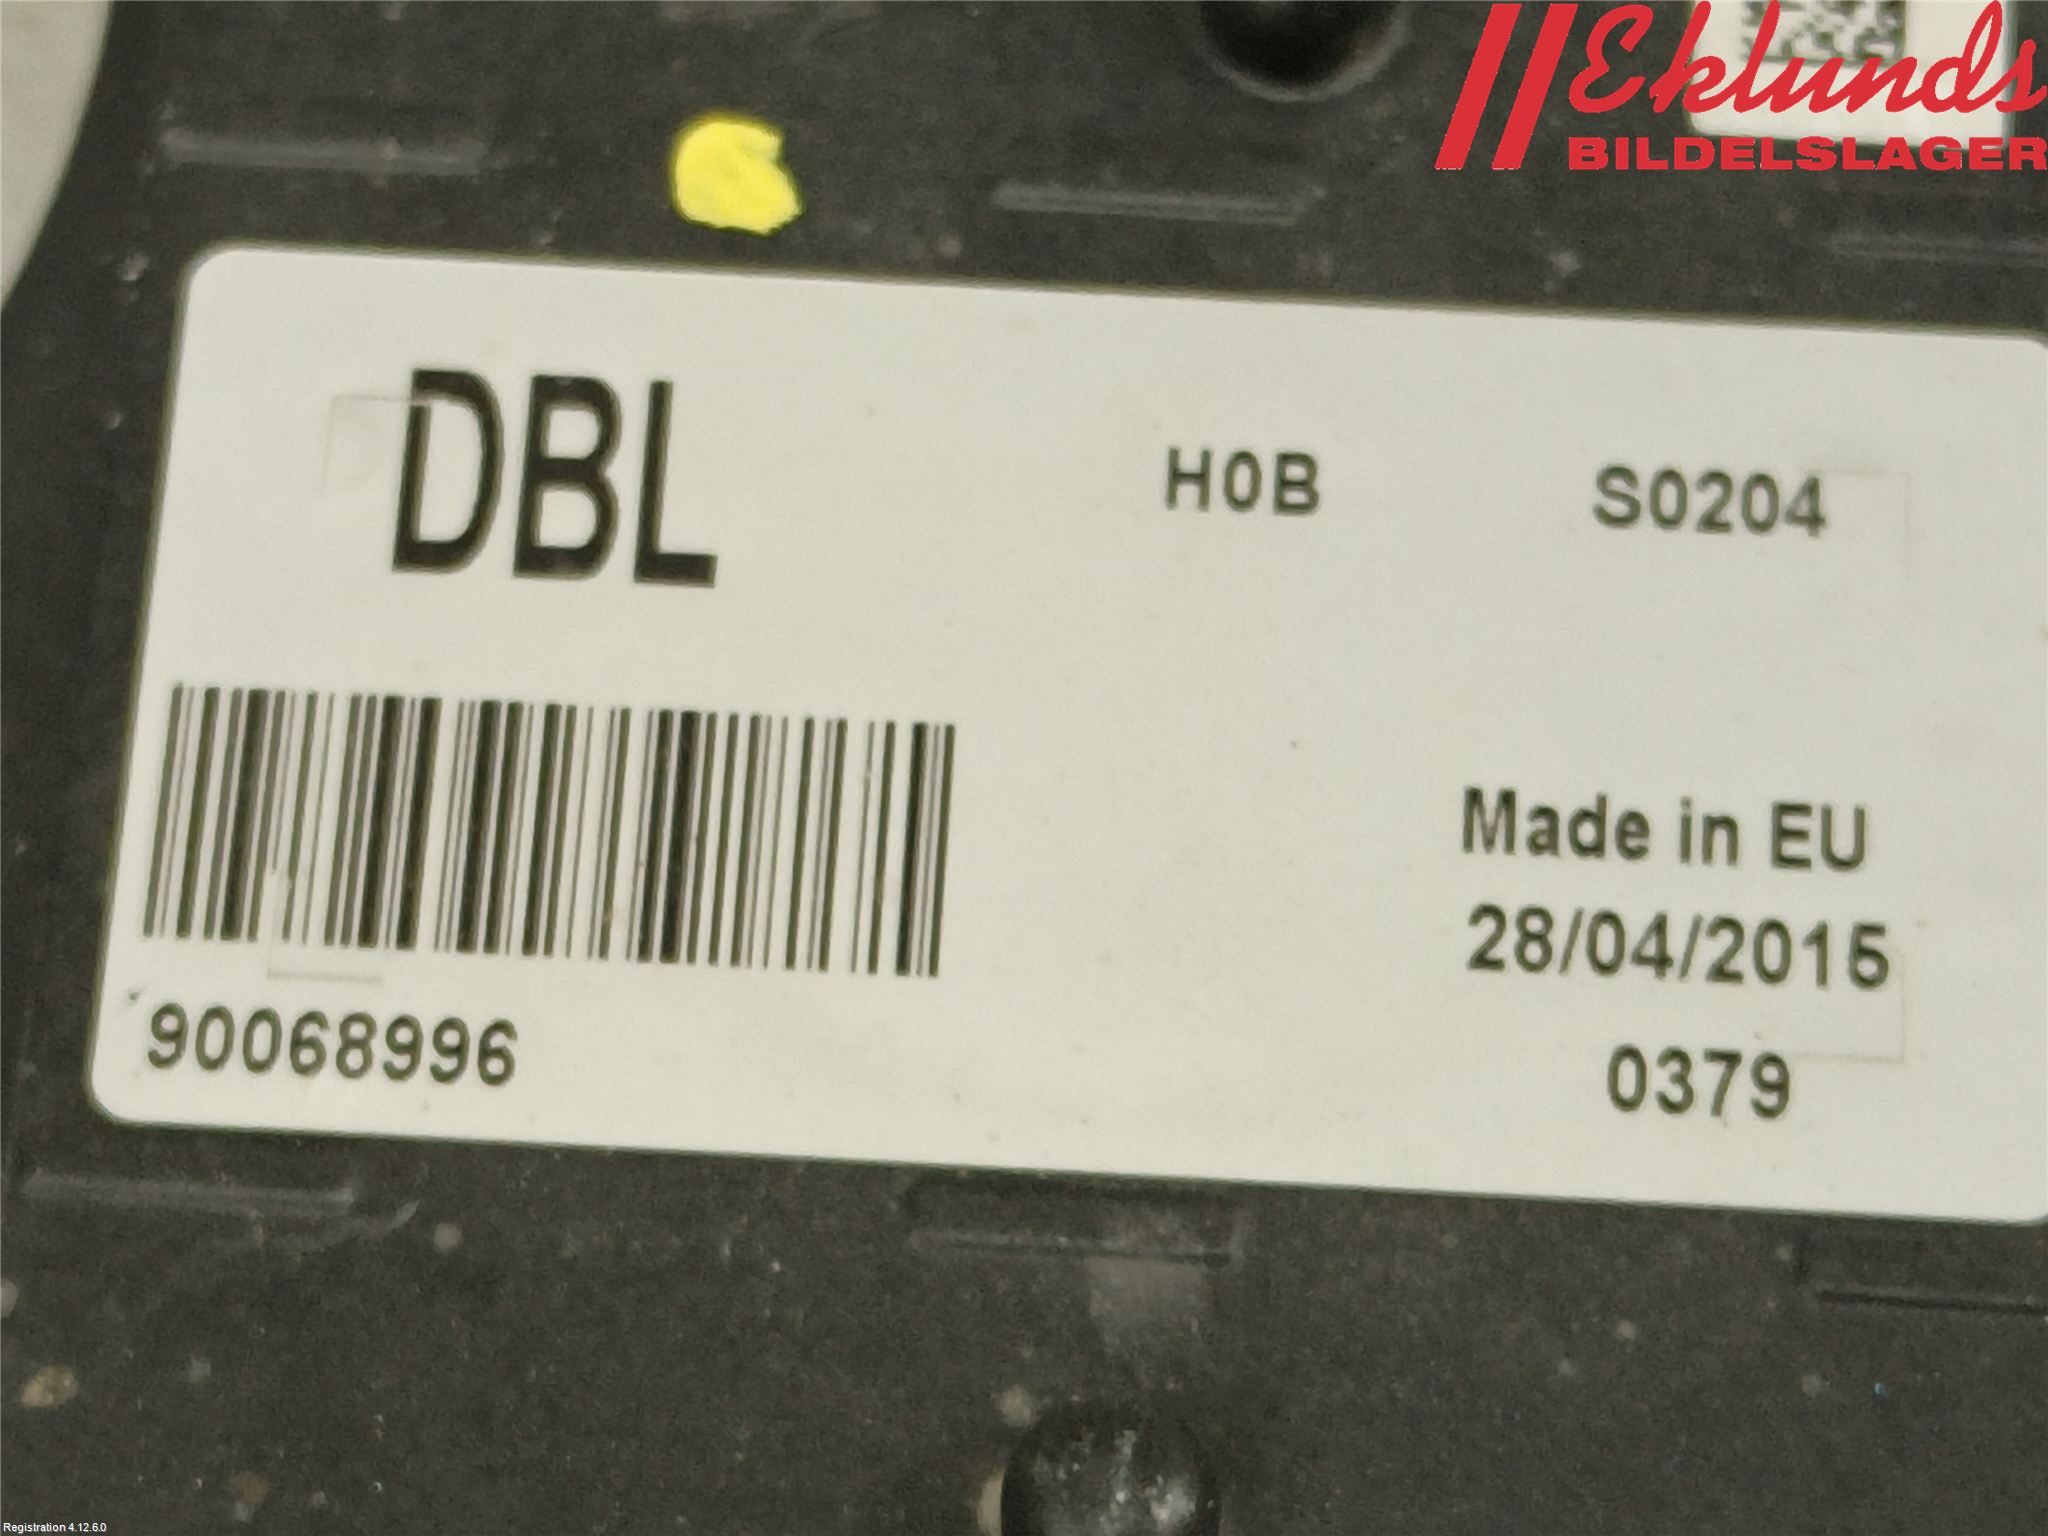 Eklunds
BILDELSLAGER
DBL H0B S0204
Made in EU
28/04/2015
90068996
0379
Registration 4.12.6.0